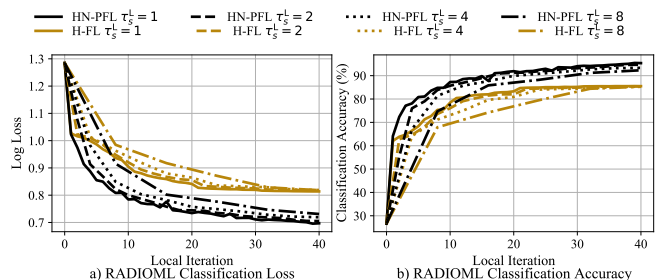 HN-PFL τ_s^L = 1 HN-PFL τ_s^L = 2 HN-PFL τ_s^L = 4 HN-PFL τ_s^L = 8
H-FL τ_s^L = 1 H-FL τ_s^L = 2 H-FL τ_s^L = 4 H-FL τ_s^L = 8
Log Loss
1.3
1.2
1.1
1.0
0.9
0.8
0.7
0 10 20 30 40
Local Iteration
a) RADIOML Classification Loss
Classification Accuracy (%)
90
80
70
60
50
40
30
0 10 20 30 40
Local Iteration
b) RADIOML Classification Accuracy